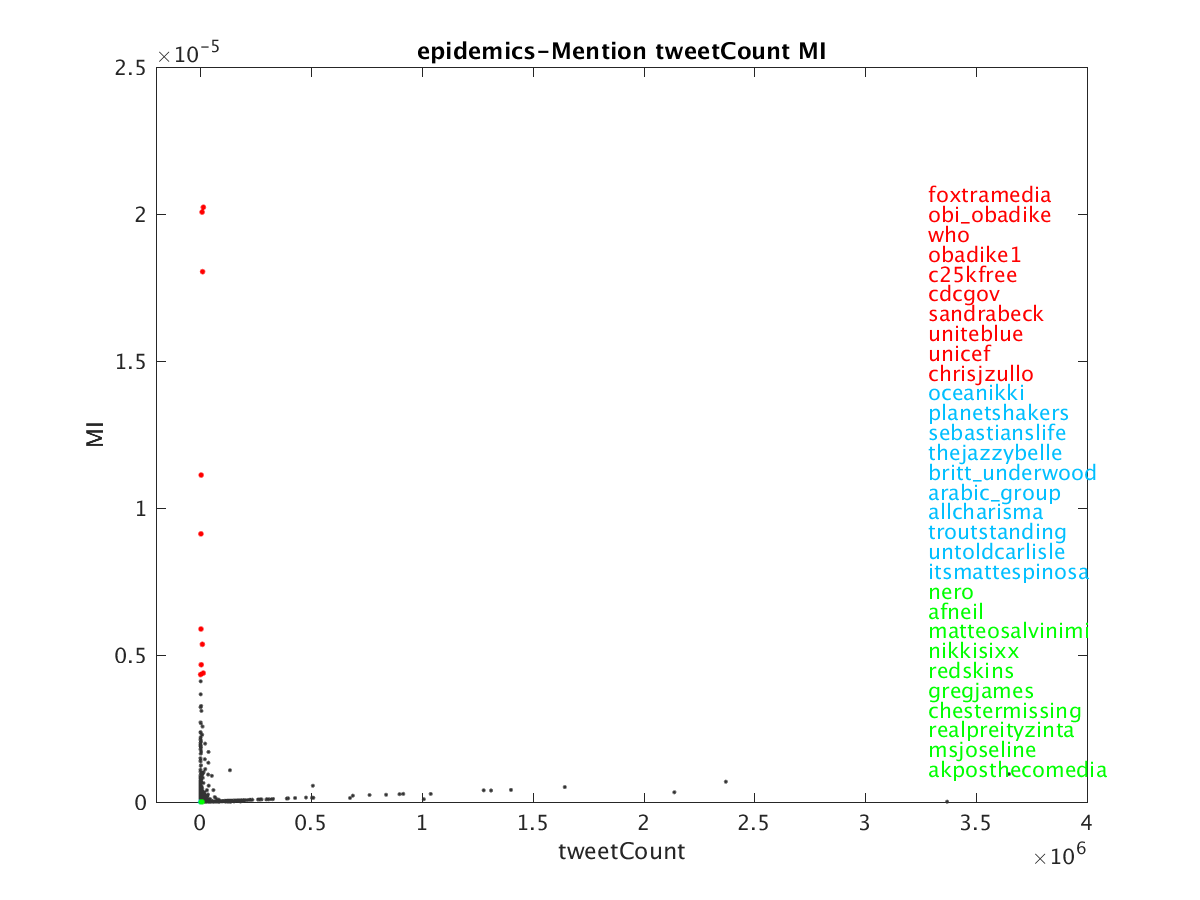 epidemics-Mention tweetCount MI
×10⁻⁵
2.5
2
1.5
1
0.5
0
MI
foxtramedia
obi_obadike
who
obadike1
c25kfree
cdcgov
sandrabeck
uniteblue
unicef
chrisjzullo
oceanikki
planetshakers
sebastianslife
thejazzybelle
britt_underwood
arabic_group
allcharisma
troutstanding
untoldcarlisle
itsmattespinosa
nero
afneil
matteosalvinimi
nikkisixx
redskins
gregjames
chestermissing
realpreityzinta
msjoseline
akposthecomedia
0 0.5 1 1.5 2 2.5 3 3.5 4
tweetCount
×10⁶